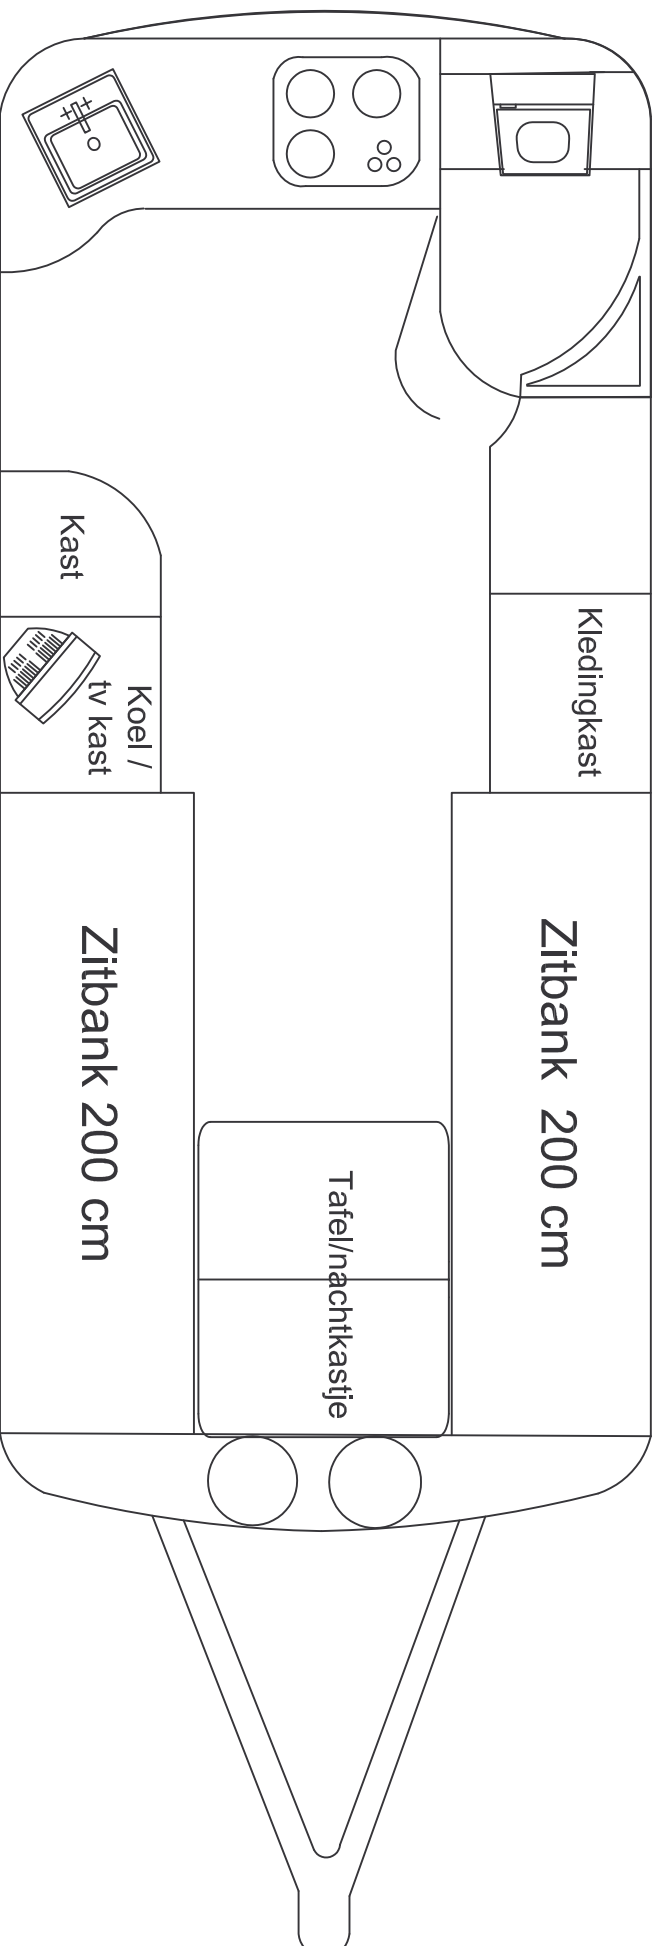 Kast
Koel /
tv kast
Kledingkast
Zitbank 200 cm
Zitbank 200 cm
Tafel/nachtkastje